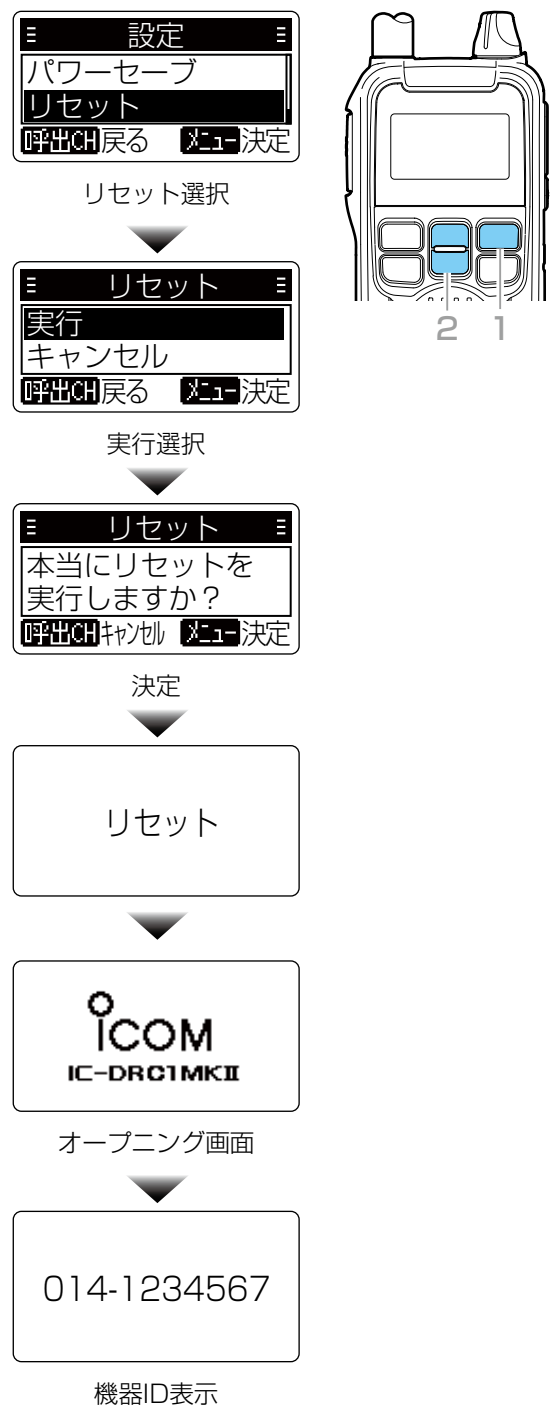 設定
パワーセーブ
リセット
呼出CH戻る メニュー決定
リセット選択
リセット
実行
キャンセル
呼出CH戻る メニュー決定
実行選択
リセット
本当にリセットを
実行しますか？
呼出CHキャンセル メニュー決定
決定
リセット
ICOM
IC-DRC1MKⅡ
オープニング画面
014-1234567
機器ID表示
2 1